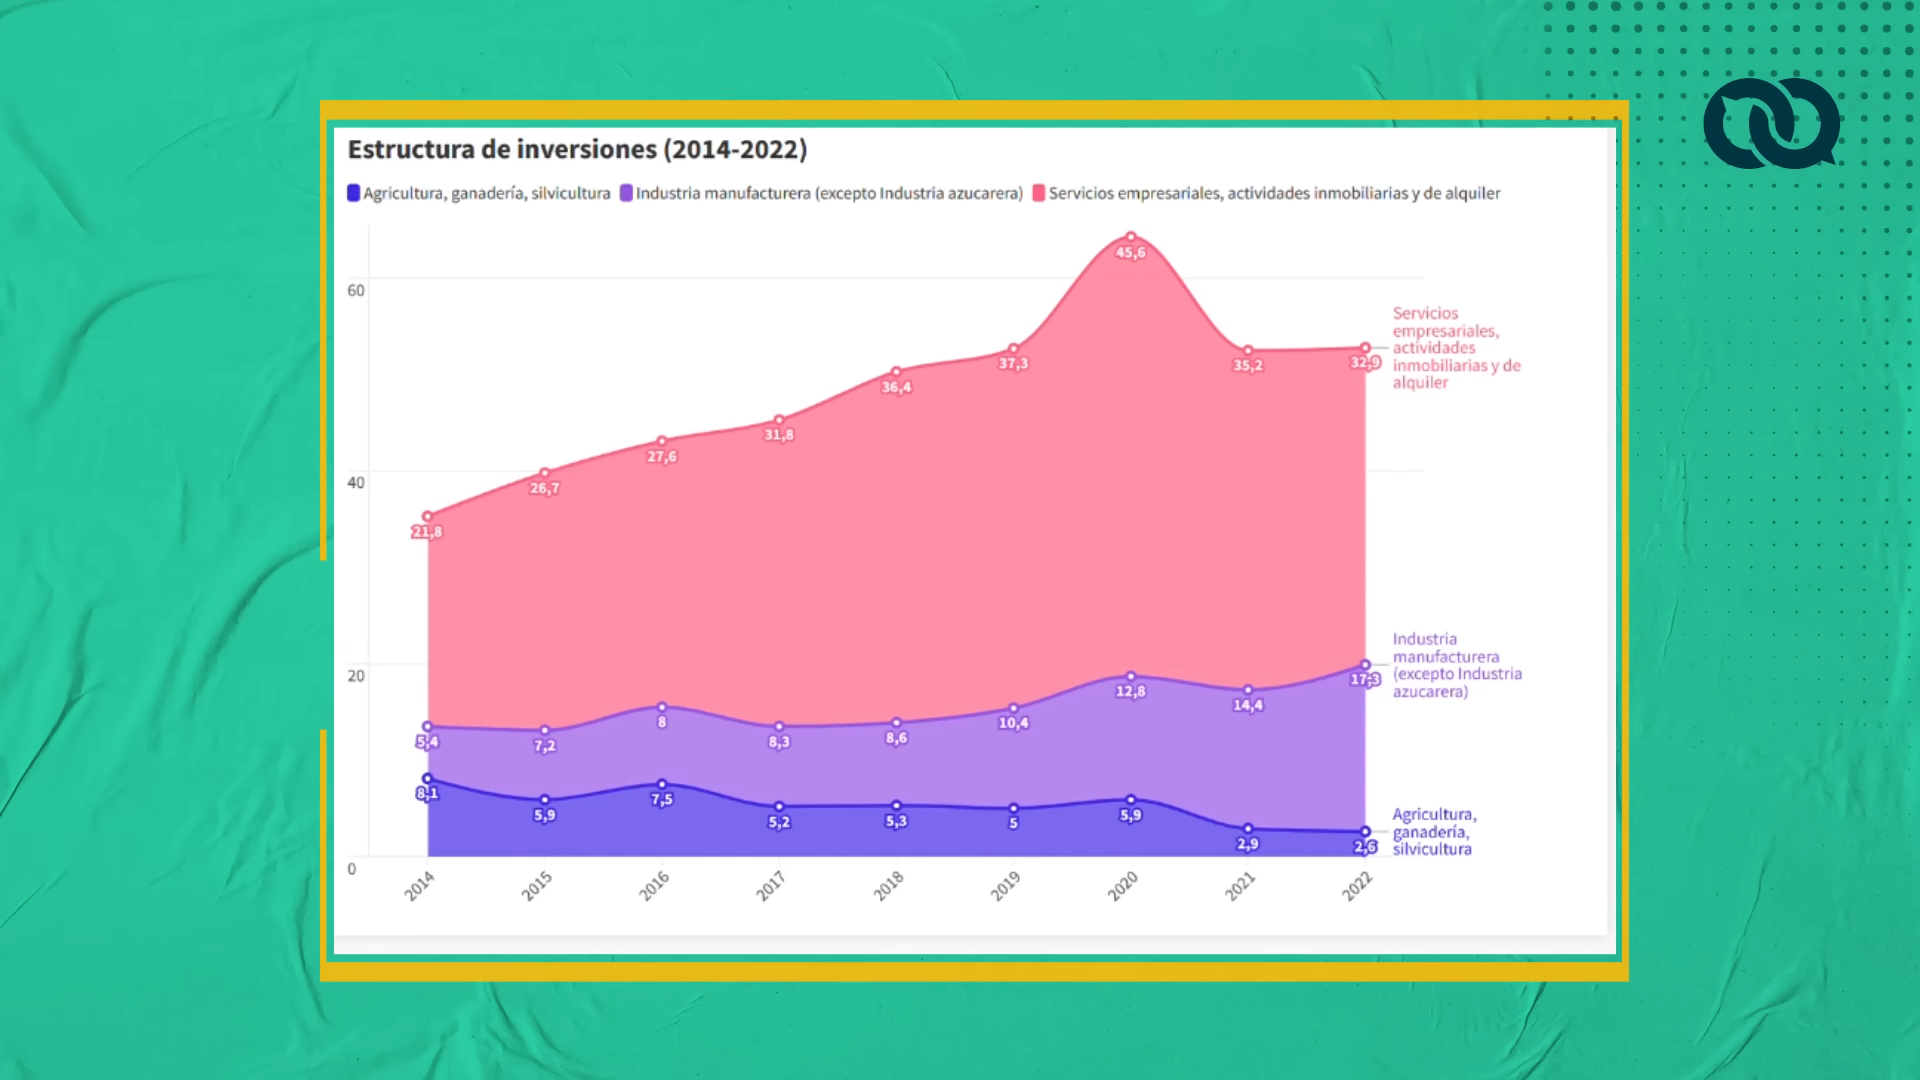 Estructura de inversiones (2014-2022)
Agricultura, ganadería, silvicultura Industria manufacturera (excepto Industria azucarera) Servicios empresariales, actividades inmobiliarias y de alquiler
60
40
20
0
21,8 26,7 27,6 31,8 36,4 37,3 45,6 35,2 32,9
Servicios
empresariales,
actividades
inmobiliarias y de
alquiler
5,4 7,2 8 8,3 8,6 10,4 12,8 14,4 17,3
Industria
manufacturera
(excepto Industria
azucarera)
8,1 5,9 7,5 5,2 5,3 5 5,9 2,9 2,6
Agricultura,
ganadería,
silvicultura
2014 2015 2016 2017 2018 2019 2020 2021 2022